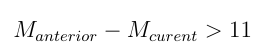 M_{anterior} − M_{curent} > 11